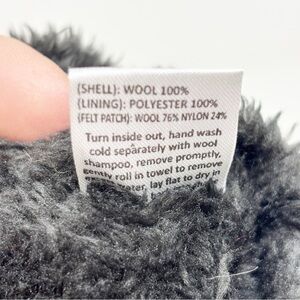 (SHELL): WOOL 100%
(LINING): POLYESTER 100%
(FELT PATCH): WOOL 76% NYLON 24%
Turn inside out, hand wash
cold separately with wool
shampoo, remove promptly,
gently roll in towel to remove
water, lay flat to dry in